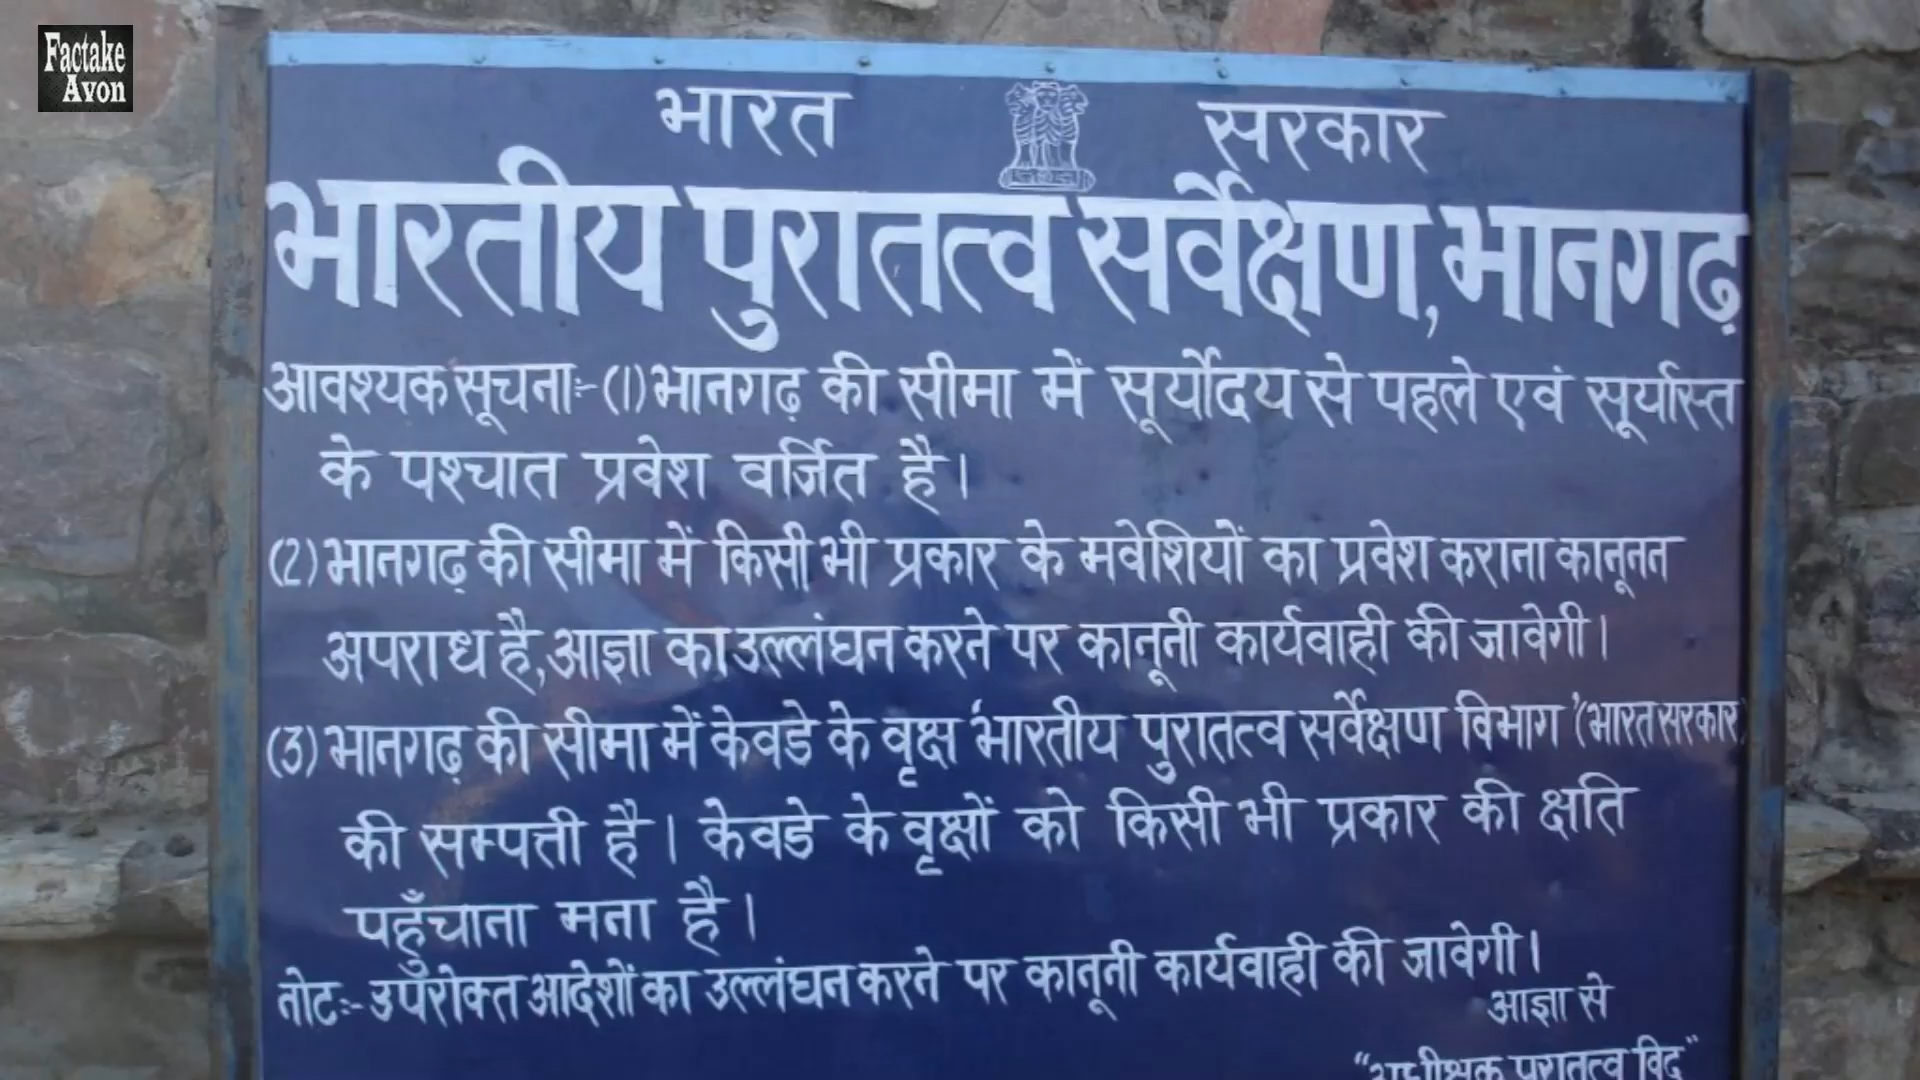 Factake
Avon
भारत सरकार
भारतीय पुरातत्व सर्वेक्षण, भानगढ़
आवश्यक सूचनाः- (1) भानगढ़ की सीमा में सूर्योदय से पहले एवं सूर्यास्त
के पश्चात प्रवेश वर्जित है।
(2) भानगढ़ की सीमा में किसी भी प्रकार के मवेशियों का प्रवेश कराना कानूनन
अपराध है, आज्ञा का उल्लंघन करने पर कानूनी कार्यवाही की जावेगी।
(3) भानगढ़ की सीमा में केवडे के वृक्ष 'भारतीय पुरातत्व सर्वेक्षण विभाग' (भारत सरकार)
की सम्पत्ती है। केवडे के वृक्षों को किसी भी प्रकार की क्षति
पहुँचाना मना है।
नोटः- उपरोक्त आदेशों का उल्लंघन करने पर कानूनी कार्यवाही की जावेगी।
आज्ञा से
"अधीक्षक पुरातत्व विद"